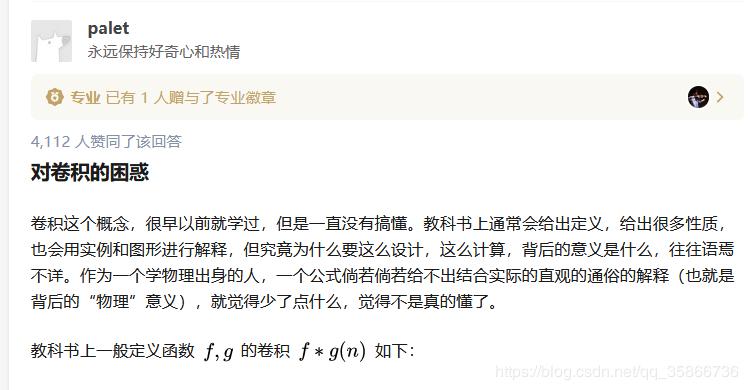 palet
永远保持好奇心和热情
专业 已有 1 人赠与了专业徽章
4,112 人赞同了该回答
对卷积的困惑
卷积这个概念，很早以前就学过，但是一直没有搞懂。教科书上通常会给出定义，给出很多性质，
也会用实例和图形进行解释，但究竟为什么要这么设计，这么计算，背后的意义是什么，往往语焉
不详。作为一个学物理出身的人，一个公式倘若倘若给不出结合实际的直观的通俗的解释（也就是
背后的“物理”意义），就觉得少了点什么，觉得不是真的懂了。
教科书上一般定义函数 f, g 的卷积 f ∗ g(n) 如下：
https://blog.csdn.net/qq_35866736